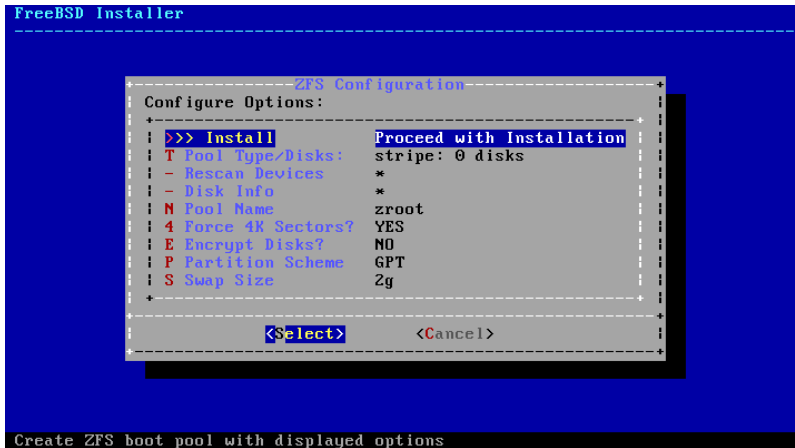 FreeBSD Installer
ZFS Configuration
Configure Options:
>>> Install Proceed with Installation
T Pool Type/Disks: stripe: 0 disks
- Rescan Devices *
- Disk Info *
N Pool Name zroot
4 Force 4K Sectors? YES
E Encrypt Disks? NO
P Partition Scheme GPT
S Swap Size 2g
<Select> <Cancel>
Create ZFS boot pool with displayed options